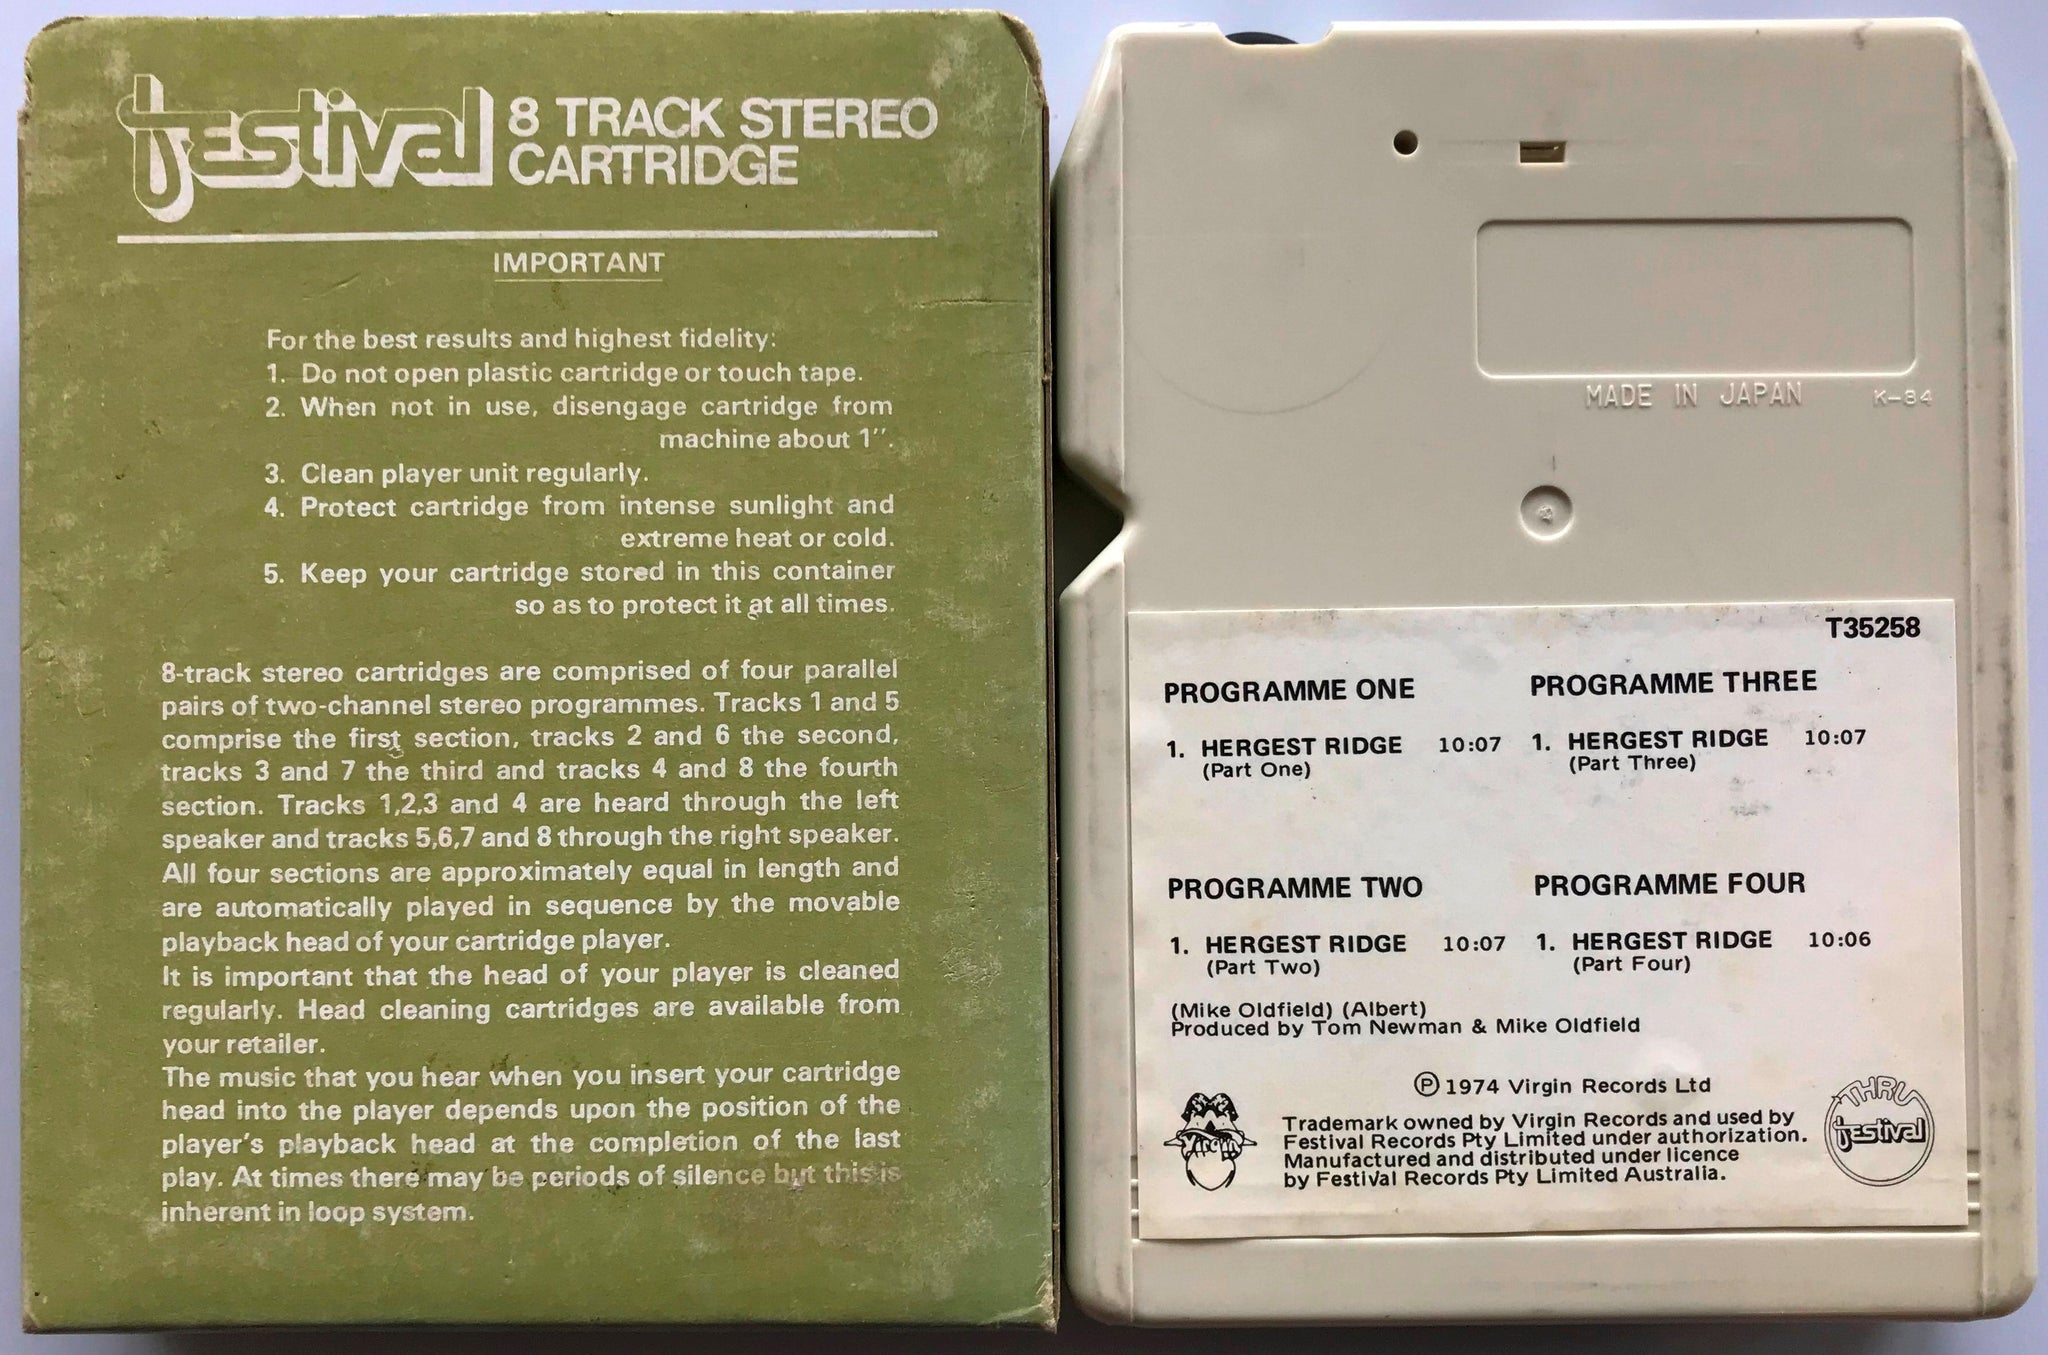 festival
8 TRACK STEREO
CARTRIDGE
IMPORTANT
For the best results and highest fidelity:
1. Do not open plastic cartridge or touch tape.
2. When not in use, disengage cartridge from
machine about 1".
3. Clean player unit regularly.
4. Protect cartridge from intense sunlight and
extreme heat or cold.
5. Keep your cartridge stored in this container
so as to protect it at all times.
8-track stereo cartridges are comprised of four parallel
pairs of two-channel stereo programmes. Tracks 1 and 5
comprise the first section, tracks 2 and 6 the second,
tracks 3 and 7 the third and tracks 4 and 8 the fourth
section. Tracks 1,2,3 and 4 are heard through the left
speaker and tracks 5,6,7 and 8 through the right speaker.
All four sections are approximately equal in length and
are automatically played in sequence by the movable
playback head of your cartridge player.
It is important that the head of your player is cleaned
regularly. Head cleaning cartridges are available from
your retailer.
The music that you hear when you insert your cartridge
head into the player depends upon the position of the
player's playback head at the completion of the last
play. At times there may be periods of silence but this is
inherent in loop system.
MADE IN JAPAN K-84
T35258
PROGRAMME ONE
1. HERGEST RIDGE 10:07
(Part One)
PROGRAMME TWO
1. HERGEST RIDGE 10:07
(Part Two)
PROGRAMME THREE
1. HERGEST RIDGE 10:07
(Part Three)
PROGRAMME FOUR
1. HERGEST RIDGE 10:06
(Part Four)
(Mike Oldfield) (Albert)
Produced by Tom Newman & Mike Oldfield
Ⓟ 1974 Virgin Records Ltd
Virgin
Trademark owned by Virgin Records and used by
Festival Records Pty Limited under authorization.
Manufactured and distributed under licence
by Festival Records Pty Limited Australia.
THRU
festival